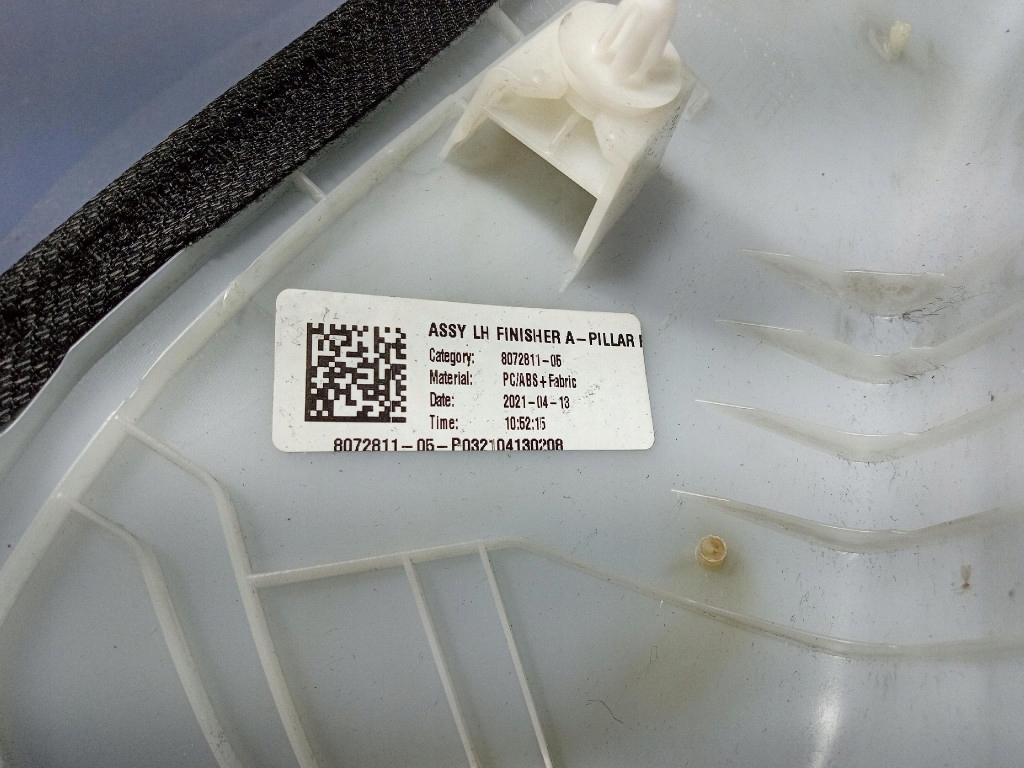 ASSY LH FINISHER A-PILLAR
Category: 8072811-05
Material: PC/ABS+Fabric
Date: 2021-04-13
Time: 10:52:15
8072811-05-P032104130208